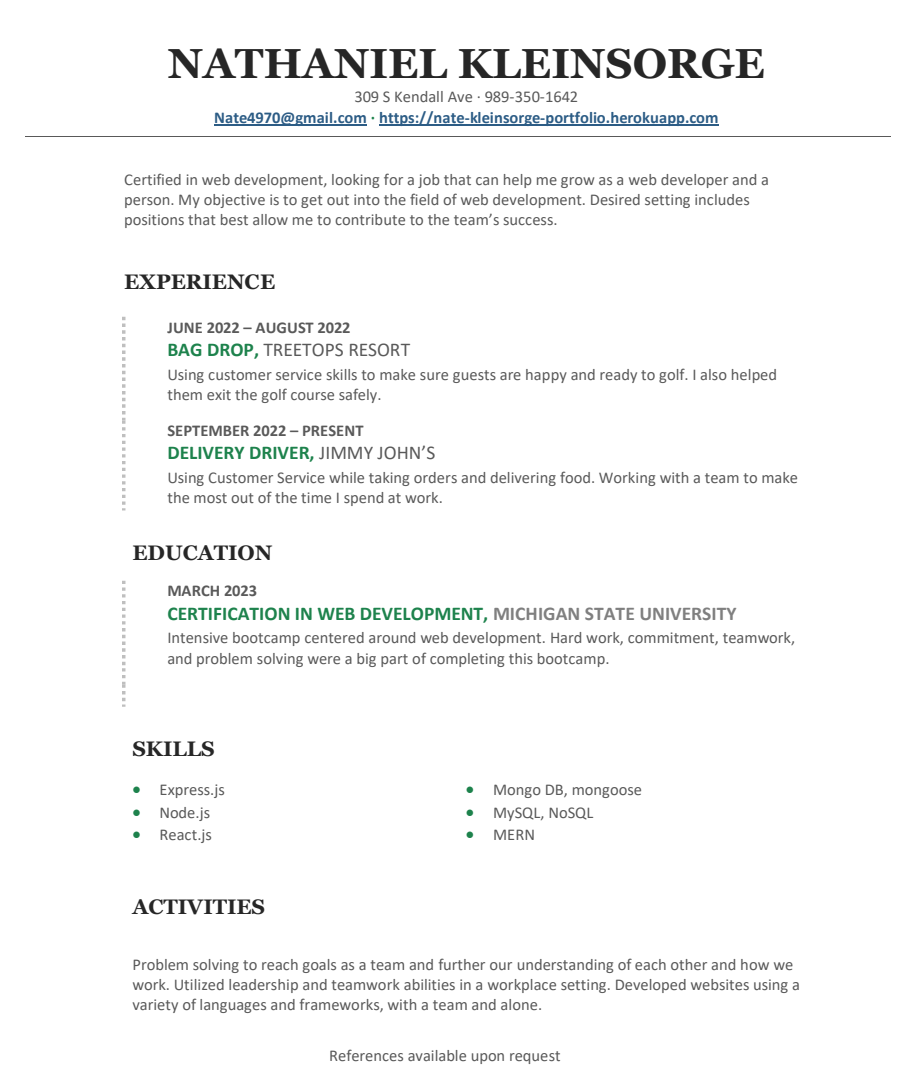 NATHANIEL KLEINSORGE
309 S Kendall Ave · 989-350-1642
Nate4970@gmail.com · https://nate-kleinsorge-portfolio.herokuapp.com
Certified in web development, looking for a job that can help me grow as a web developer and a
person. My objective is to get out into the field of web development. Desired setting includes
positions that best allow me to contribute to the team’s success.
EXPERIENCE
JUNE 2022 – AUGUST 2022
BAG DROP, TREETOPS RESORT
Using customer service skills to make sure guests are happy and ready to golf. I also helped
them exit the golf course safely.
SEPTEMBER 2022 – PRESENT
DELIVERY DRIVER, JIMMY JOHN’S
Using Customer Service while taking orders and delivering food. Working with a team to make
the most out of the time I spend at work.
EDUCATION
MARCH 2023
CERTIFICATION IN WEB DEVELOPMENT, MICHIGAN STATE UNIVERSITY
Intensive bootcamp centered around web development. Hard work, commitment, teamwork,
and problem solving were a big part of completing this bootcamp.
SKILLS
• Express.js
• Node.js
• React.js
• Mongo DB, mongoose
• MySQL, NoSQL
• MERN
ACTIVITIES
Problem solving to reach goals as a team and further our understanding of each other and how we
work. Utilized leadership and teamwork abilities in a workplace setting. Developed websites using a
variety of languages and frameworks, with a team and alone.
References available upon request